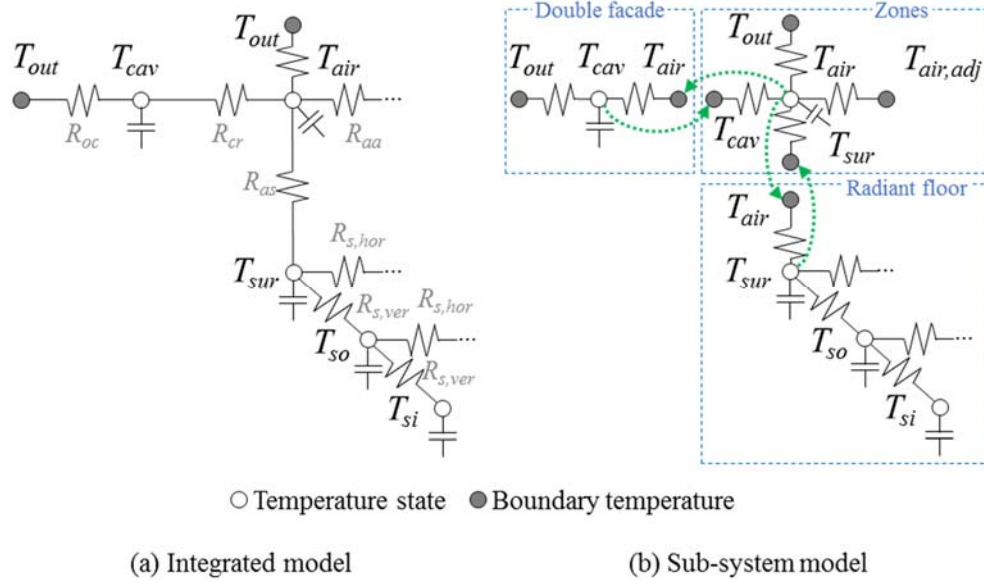 Double facade
Zones
T_out
T_out
T_out
T_cav
T_air
T_out
T_cav
T_air
T_air
T_air,adj
R_oc
R_cr
R_aa
...
T_cav
T_sur
R_as
Radiant floor
T_air
R_s,hor
...
T_sur
R_s,ver
R_s,hor
T_sur
...
T_so
...
R_s,ver
T_so
...
T_si
T_si
Temperature state
Boundary temperature
(a) Integrated model
(b) Sub-system model